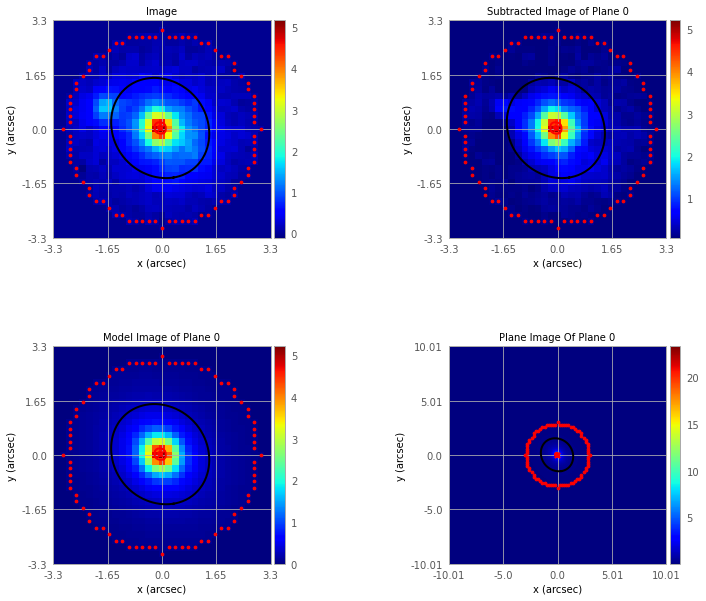 Image
3.3
1.65
0.0
-1.65
-3.3
y (arcsec)
-3.3 -1.65 0.0 1.65 3.3
x (arcsec)
5
4
3
2
1
0
Subtracted Image of Plane 0
3.3
1.65
0.0
-1.65
-3.3
y (arcsec)
-3.3 -1.65 0.0 1.65 3.3
x (arcsec)
5
4
3
2
1
Model Image of Plane 0
3.3
1.65
0.0
-1.65
-3.3
y (arcsec)
-3.3 -1.65 0.0 1.65 3.3
x (arcsec)
5
4
3
2
1
0
Plane Image Of Plane 0
10.01
5.01
0.0
-5.0
-10.01
y (arcsec)
-10.01 -5.0 0.0 5.01 10.01
x (arcsec)
20
15
10
5